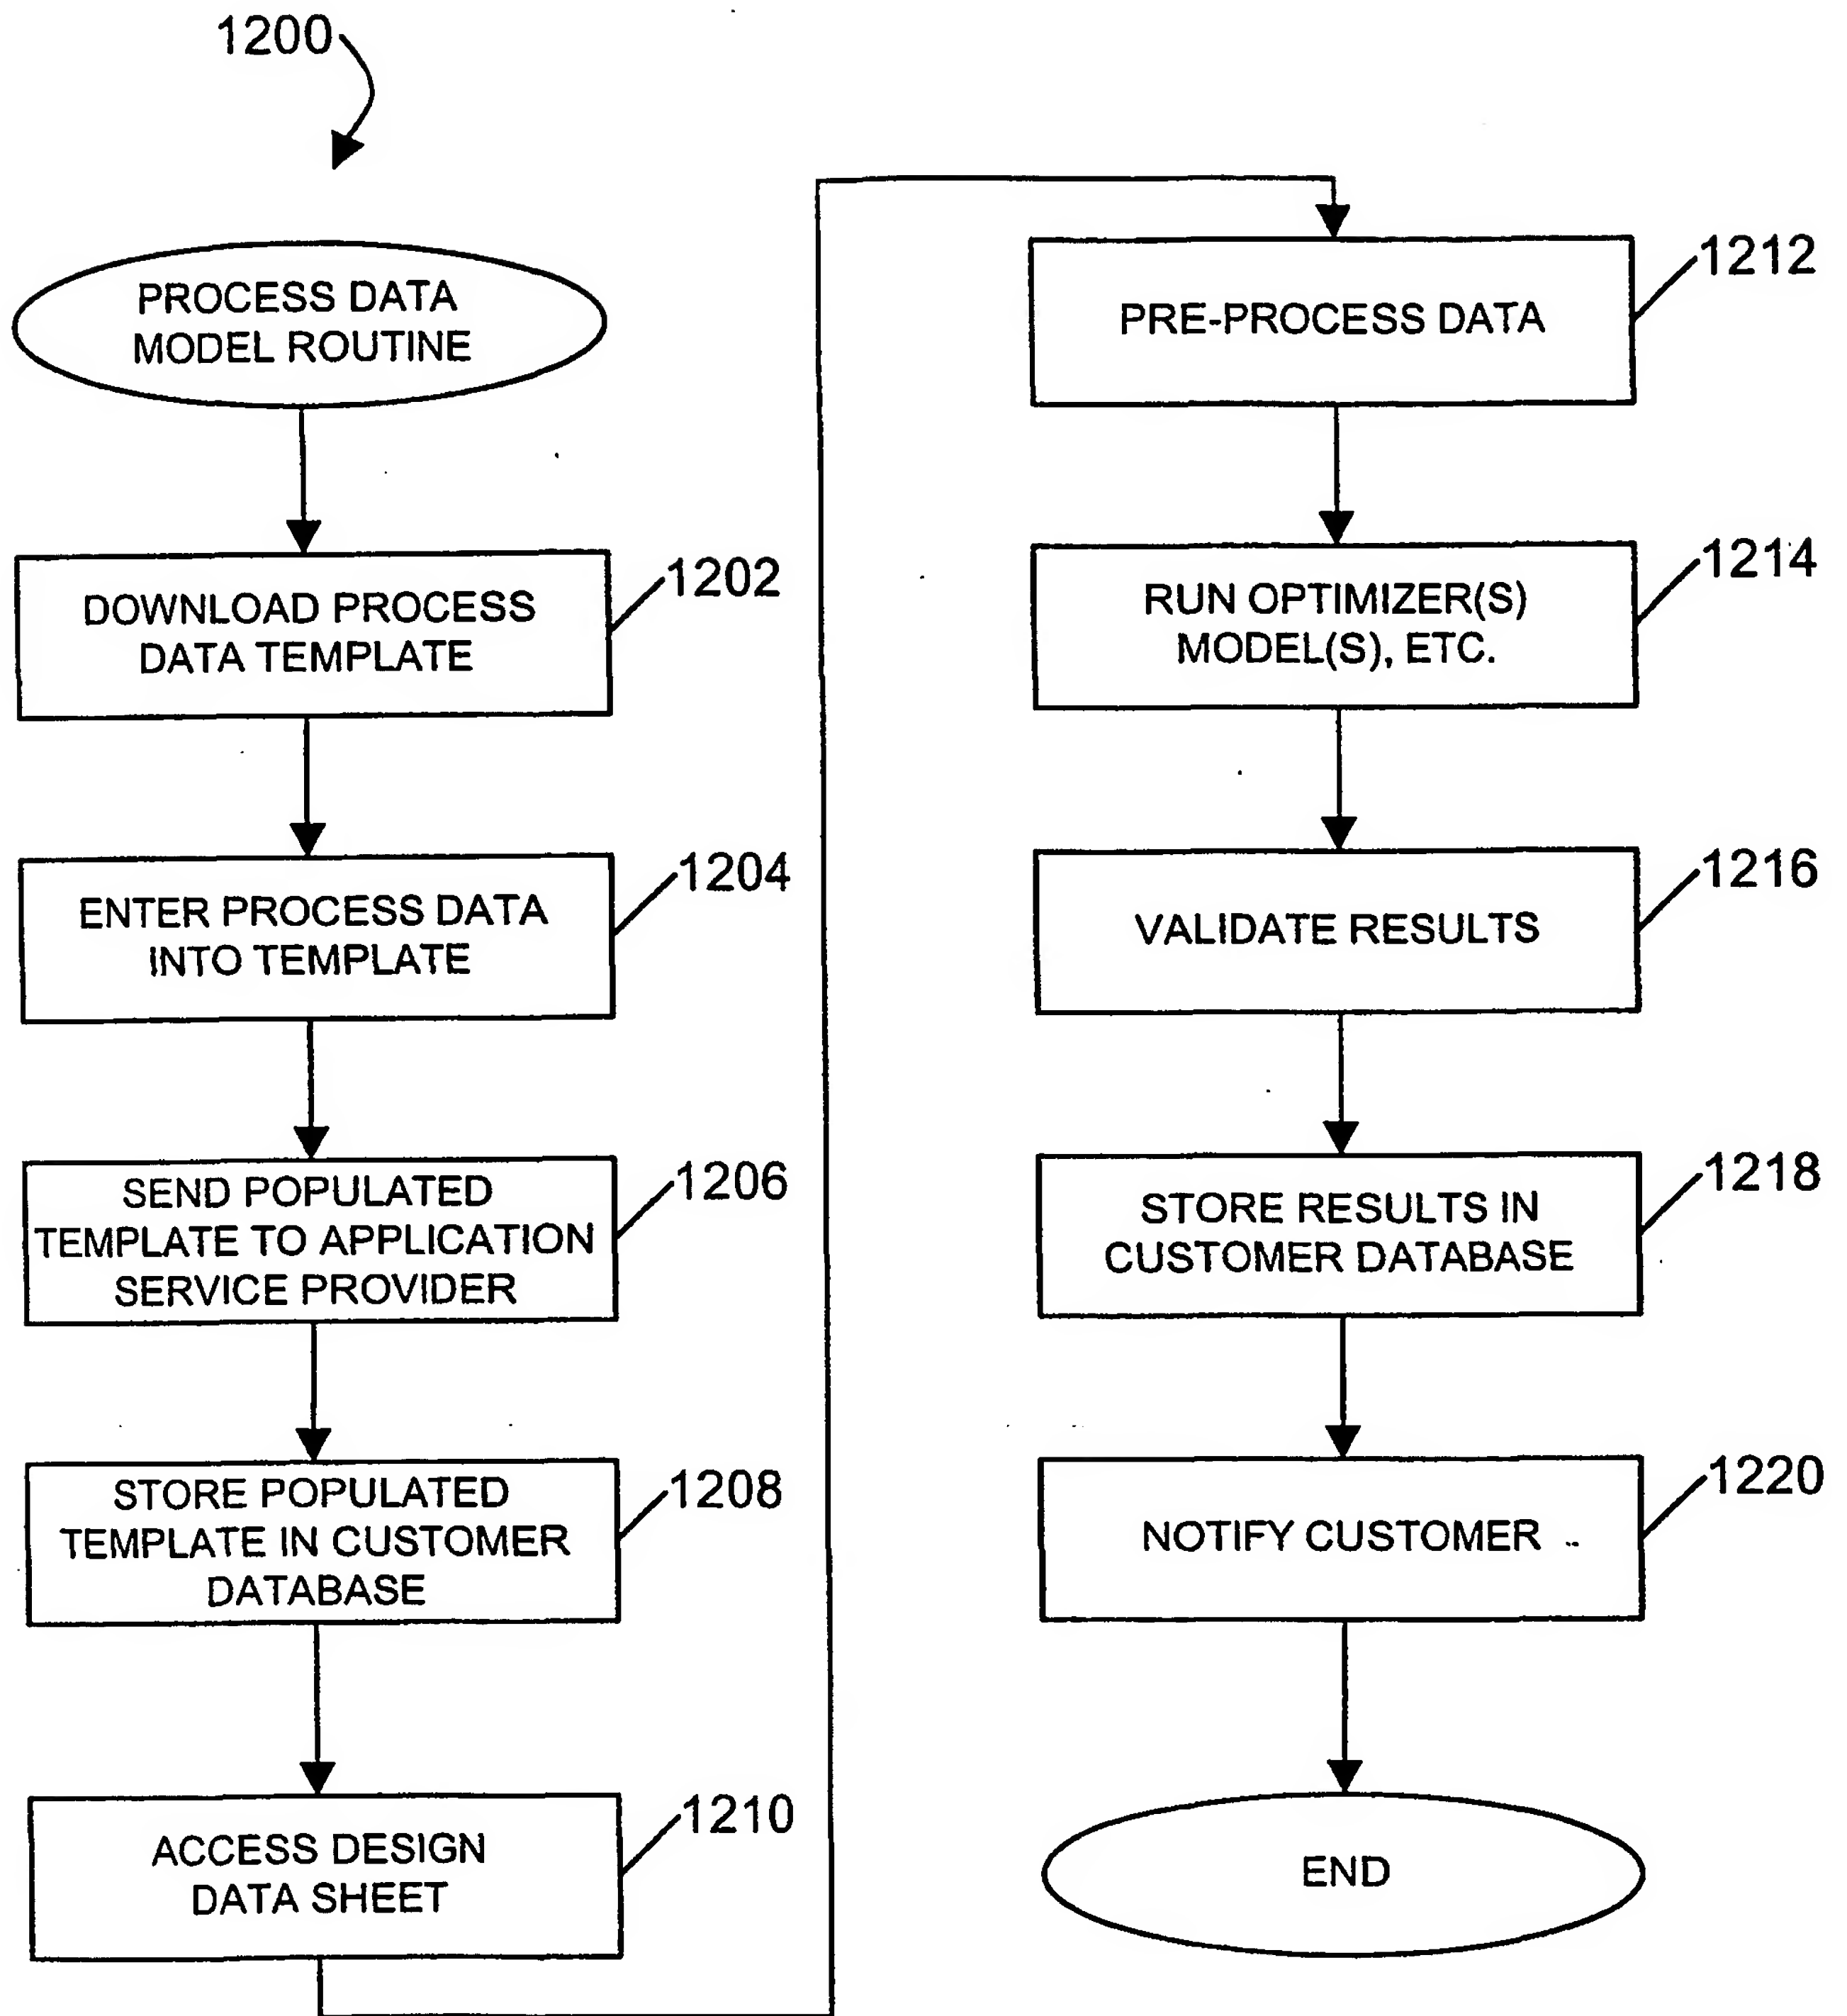 1200
PROCESS DATA
MODEL ROUTINE
DOWNLOAD PROCESS
DATA TEMPLATE
1202
ENTER PROCESS DATA
INTO TEMPLATE
1204
SEND POPULATED
TEMPLATE TO APPLICATION
SERVICE PROVIDER
1206
STORE POPULATED
TEMPLATE IN CUSTOMER
DATABASE
1208
ACCESS DESIGN
DATA SHEET
1210
PRE-PROCESS DATA
1212
RUN OPTIMIZER(S)
MODEL(S), ETC.
1214
VALIDATE RESULTS
1216
STORE RESULTS IN
CUSTOMER DATABASE
1218
NOTIFY CUSTOMER
1220
END